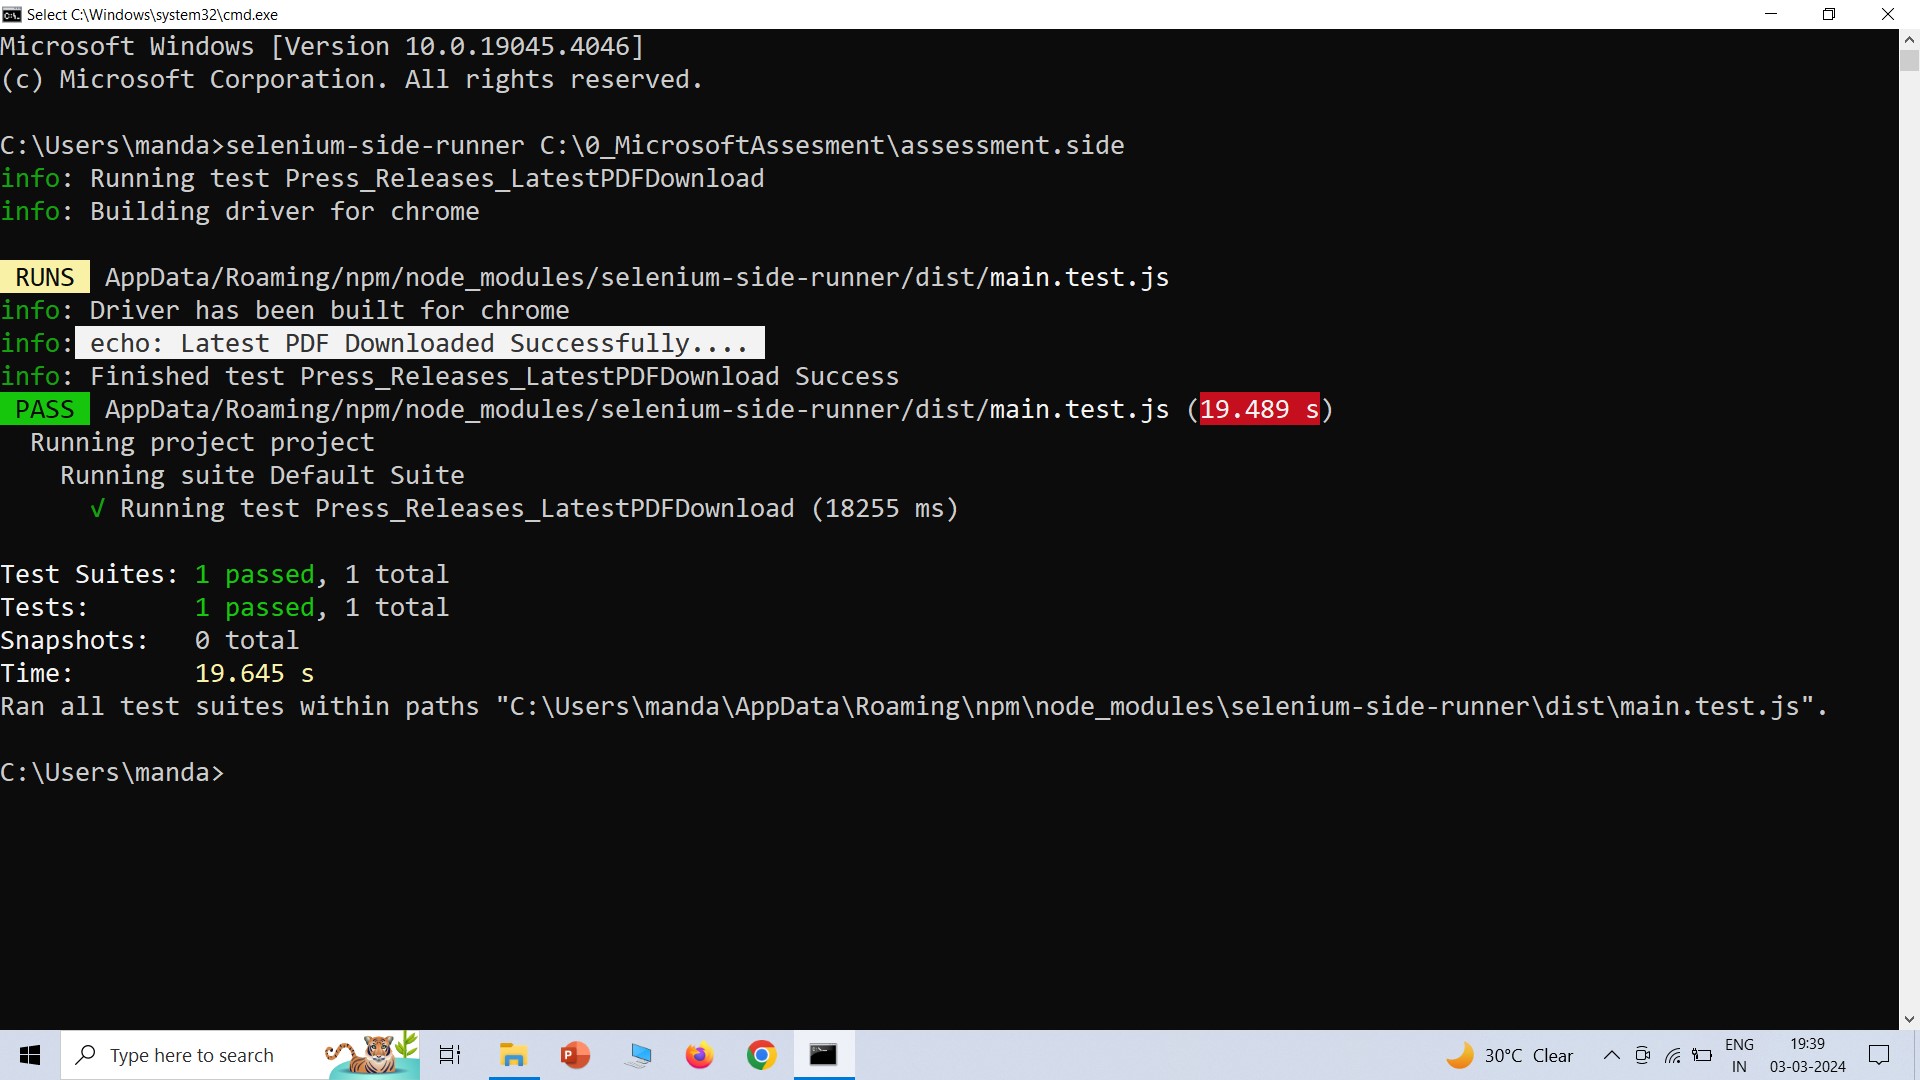 Select C:\Windows\system32\cmd.exe
Microsoft Windows [Version 10.0.19045.4046]
(c) Microsoft Corporation. All rights reserved.
C:\Users\manda>selenium-side-runner C:\0_MicrosoftAssesment\assessment.side
info: Running test Press_Releases_LatestPDFDownload
info: Building driver for chrome
RUNS AppData/Roaming/npm/node_modules/selenium-side-runner/dist/main.test.js
info: Driver has been built for chrome
info: echo: Latest PDF Downloaded Successfully....
info: Finished test Press_Releases_LatestPDFDownload Success
PASS AppData/Roaming/npm/node_modules/selenium-side-runner/dist/main.test.js (19.489 s)
Running project project
Running suite Default Suite
√ Running test Press_Releases_LatestPDFDownload (18255 ms)
Test Suites: 1 passed, 1 total
Tests: 1 passed, 1 total
Snapshots: 0 total
Time: 19.645 s
Ran all test suites within paths "C:\Users\manda\AppData\Roaming\npm\node_modules\selenium-side-runner\dist\main.test.js".
C:\Users\manda>
Type here to search
30°C Clear
ENG
IN
19:39
03-03-2024